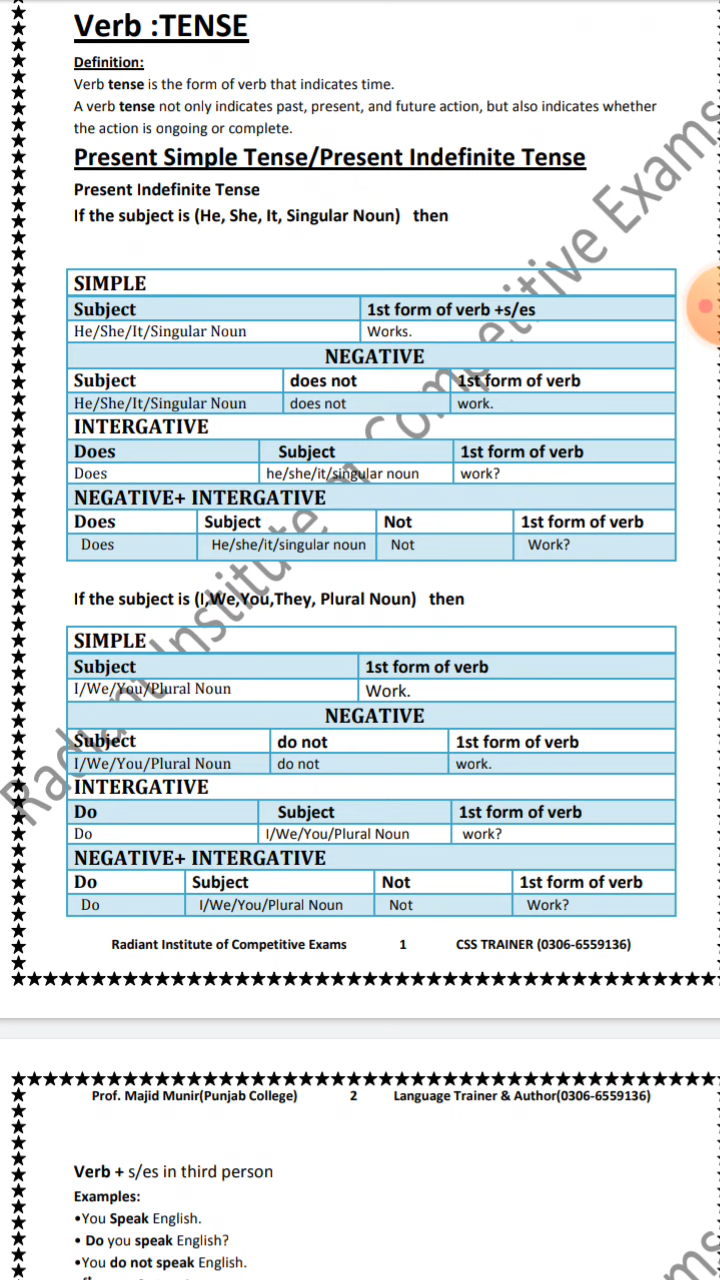 Verb :TENSE
Definition:
Verb tense is the form of verb that indicates time.
A verb tense not only indicates past, present, and future action, but also indicates whether
the action is ongoing or complete.
Present Simple Tense/Present Indefinite Tense
Present Indefinite Tense
If the subject is (He, She, It, Singular Noun) then
SIMPLE
Subject 1st form of verb +s/es
He/She/It/Singular Noun Works.
NEGATIVE
Subject does not 1st form of verb
He/She/It/Singular Noun does not work.
INTERGATIVE
Does Subject 1st form of verb
Does he/she/it/singular noun work?
NEGATIVE+ INTERGATIVE
Does Subject Not 1st form of verb
Does He/she/it/singular noun Not Work?
If the subject is (I,We,You,They, Plural Noun) then
SIMPLE
Subject 1st form of verb
I/We/You/Plural Noun Work.
NEGATIVE
Subject do not 1st form of verb
I/We/You/Plural Noun do not work.
INTERGATIVE
Do Subject 1st form of verb
Do I/We/You/Plural Noun work?
NEGATIVE+ INTERGATIVE
Do Subject Not 1st form of verb
Do I/We/You/Plural Noun Not Work?
Radiant Institute of Competitive Exams 1 CSS TRAINER (0306-6559136)
Radiant Institute of Competitive Exams
Prof. Majid Munir(Punjab College) 2 Language Trainer & Author(0306-6559136)
Verb + s/es in third person
Examples:
•You Speak English.
• Do you speak English?
•You do not speak English.
ms